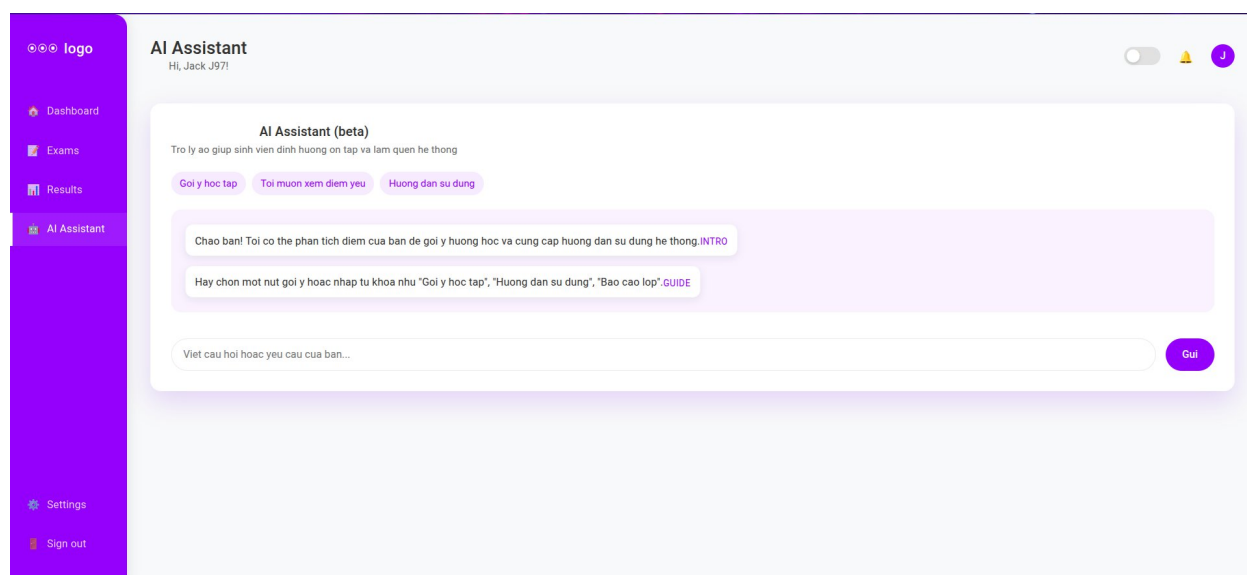 logo
Dashboard
Exams
Results
AI Assistant
Settings
Sign out
AI Assistant
Hi, Jack J97!
J
AI Assistant (beta)
Tro ly ao giup sinh vien dinh huong on tap va lam quen he thong
Goi y hoc tap
Toi muon xem diem yeu
Huong dan su dung
Chao ban! Toi co the phan tich diem cua ban de goi y huong hoc va cung cap huong dan su dung he thong.INTRO
Hay chon mot nut goi y hoac nhap tu khoa nhu "Goi y hoc tap", "Huong dan su dung", "Bao cao lop".GUIDE
Viet cau hoi hoac yeu cau cua ban...
Gui